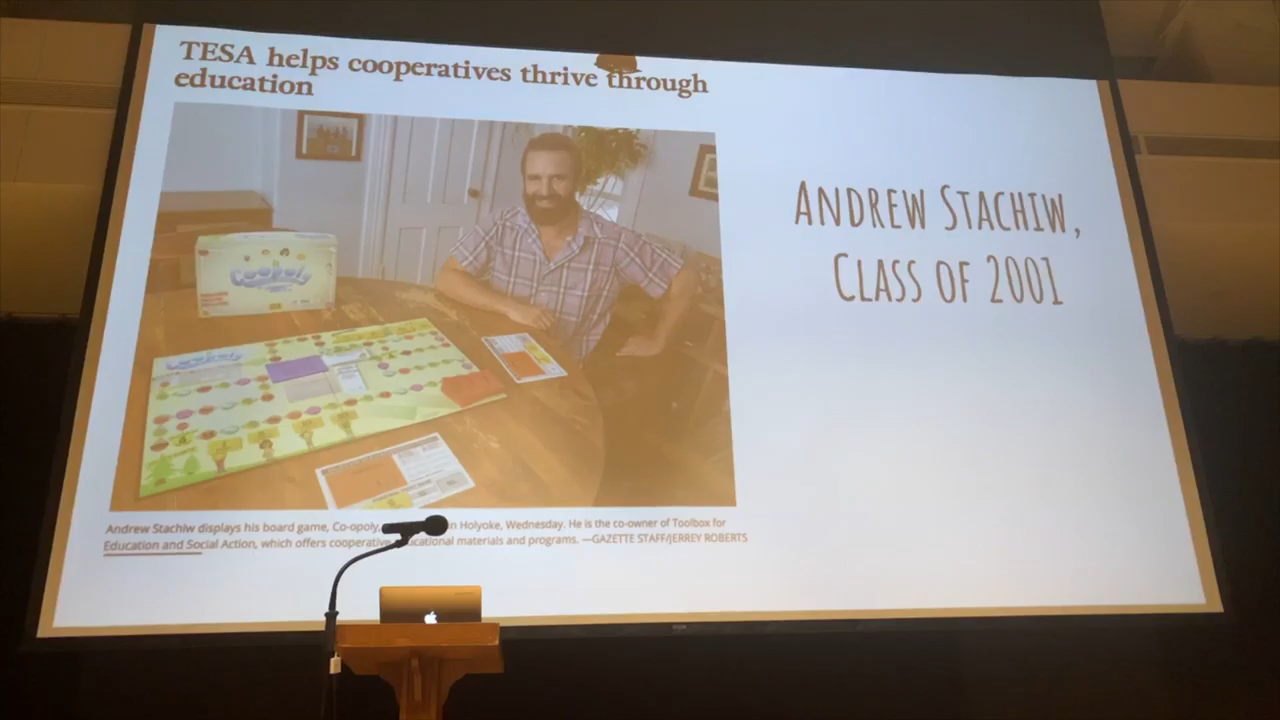 TESA helps cooperatives thrive through
education
ANDREW STACHIW,
CLASS OF 2001
Co-opoly
Andrew Stachiw displays his board game, Co-opoly, in Holyoke, Wednesday. He is the co-owner of Toolbox for
Education and Social Action, which offers cooperative educational materials and programs. —GAZETTE STAFF/JERREY ROBERTS